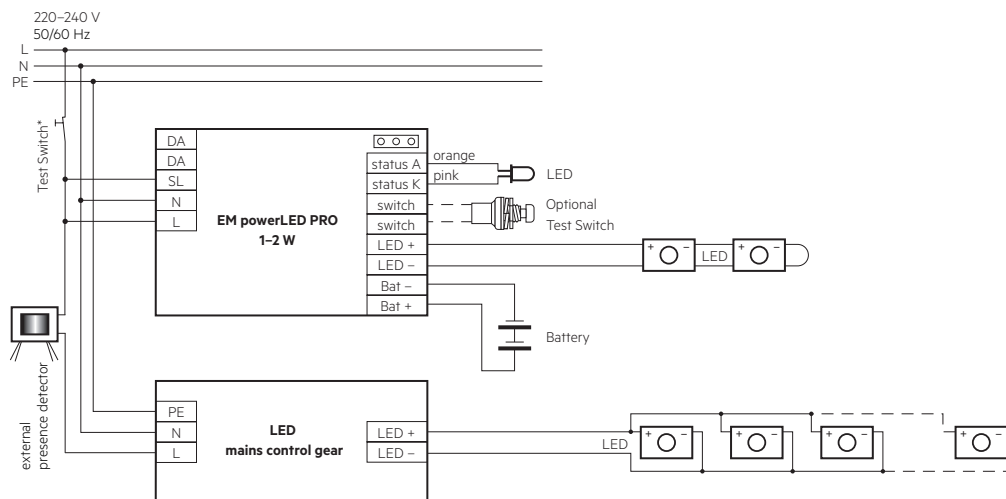 220–240 V
50/60 Hz
L
N
PE
Test Switch*
DA
DA
SL
N
L
EM powerLED PRO
1–2 W
status A
status K
switch
switch
LED +
LED –
Bat –
Bat +
orange
pink
LED
Optional
Test Switch
+ –
LED
+ –
Battery
external
presence detector
PE
N
L
LED
mains control gear
LED +
LED –
LED
+ –
+ –
+ –
+ –